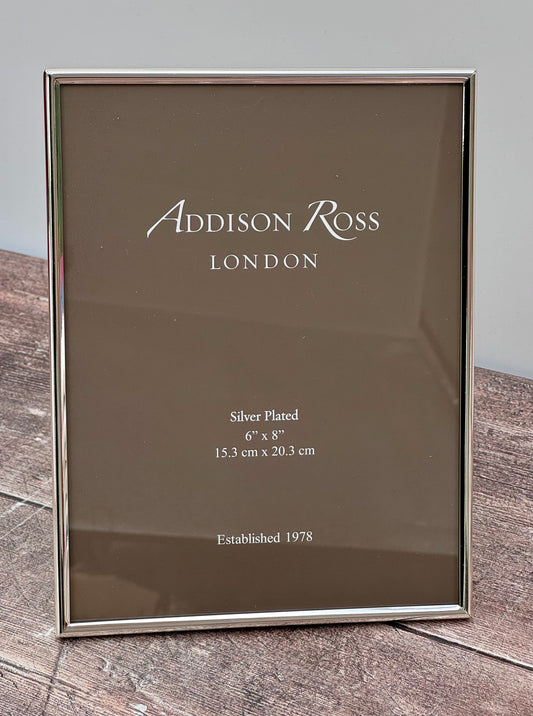 ADDISON ROSS
LONDON
Silver Plated
6” x 8”
15.3 cm x 20.3 cm
Established 1978